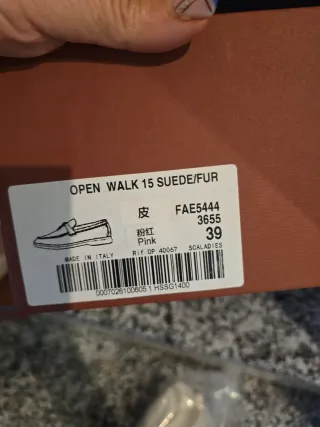 OPEN WALK 15 SUEDE/FUR
皮 FAE5444
3655
粉红
Pink 39
MADE IN ITALY RIF OP 40067 SCALADIES
00070261006051 HSSG1400